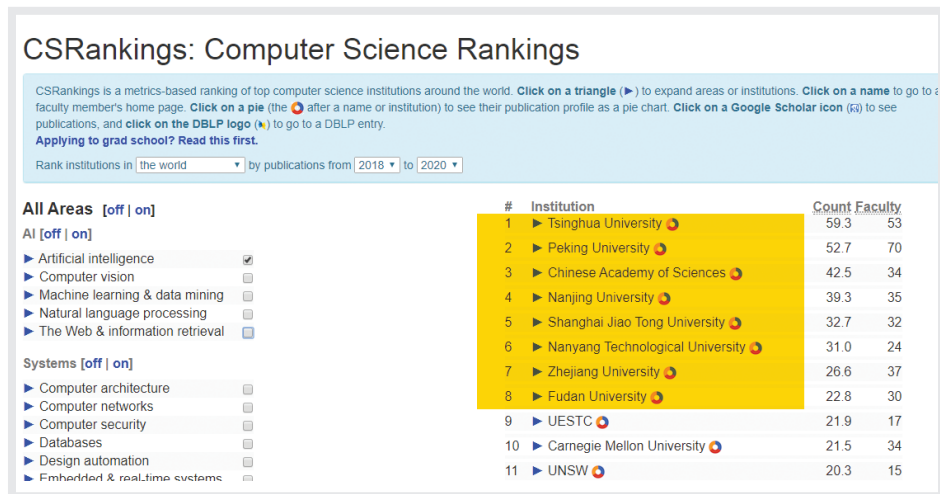 CSRankings: Computer Science Rankings
CSRankings is a metrics-based ranking of top computer science institutions around the world. Click on a triangle (►) to expand areas or institutions. Click on a name to go to a
faculty member's home page. Click on a pie (the after a name or institution) to see their publication profile as a pie chart. Click on a Google Scholar icon ( ) to see
publications, and click on the DBLP logo ( ) to go to a DBLP entry.
Applying to grad school? Read this first.
Rank institutions in the world by publications from 2018 to 2020
All Areas [off | on]
AI [off | on]
► Artificial intelligence
► Computer vision
► Machine learning & data mining
► Natural language processing
► The Web & information retrieval
Systems [off | on]
► Computer architecture
► Computer networks
► Computer security
► Databases
► Design automation
► Embedded & real-time systems
# Institution Count Faculty
1 ► Tsinghua University 59.3 53
2 ► Peking University 52.7 70
3 ► Chinese Academy of Sciences 42.5 34
4 ► Nanjing University 39.3 35
5 ► Shanghai Jiao Tong University 32.7 32
6 ► Nanyang Technological University 31.0 24
7 ► Zhejiang University 26.6 37
8 ► Fudan University 22.8 30
9 ► UESTC 21.9 17
10 ► Carnegie Mellon University 21.5 34
11 ► UNSW 20.3 15